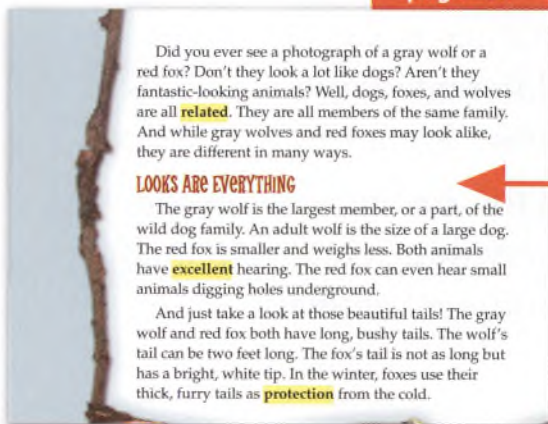 Did you ever see a photograph of a gray wolf or a
red fox? Don't they look a lot like dogs? Aren't they
fantastic-looking animals? Well, dogs, foxes, and wolves
are all related. They are all members of the same family.
And while gray wolves and red foxes may look alike,
they are different in many ways.
LOOKS ARE EVERYTHING
The gray wolf is the largest member, or a part, of the
wild dog family. An adult wolf is the size of a large dog.
The red fox is smaller and weighs less. Both animals
have excellent hearing. The red fox can even hear small
animals digging holes underground.
And just take a look at those beautiful tails! The gray
wolf and red fox both have long, bushy tails. The wolf's
tail can be two feet long. The fox's tail is not as long but
has a bright, white tip. In the winter, foxes use their
thick, furry tails as protection from the cold.